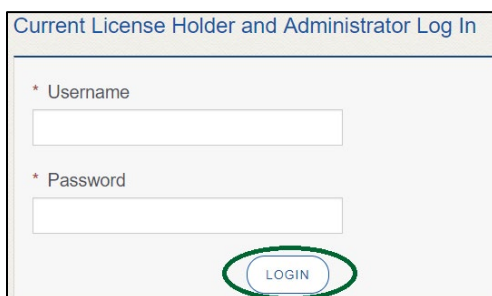 Current License Holder and Administrator Log In
* Username
* Password
LOGIN